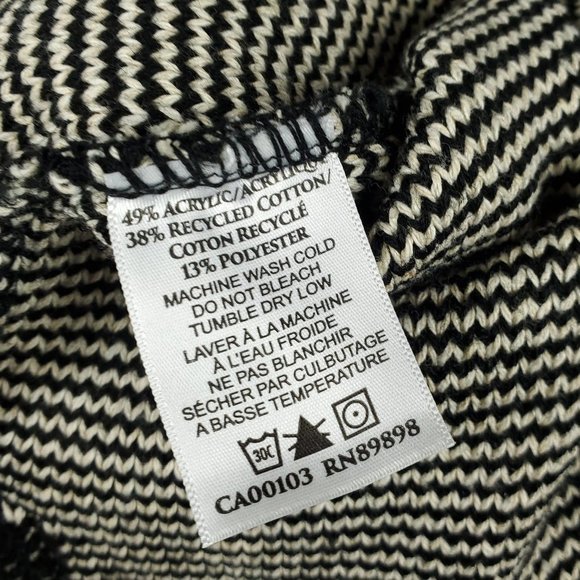 49% ACRYLIC/ACRYLIQUE
38% RECYCLED COTTON/
COTON RECYCLÉ
13% POLYESTER
MACHINE WASH COLD
DO NOT BLEACH
TUMBLE DRY LOW
LAVER À LA MACHINE
À L'EAU FROIDE
NE PAS BLANCHIR
SÉCHER PAR CULBUTAGE
A BASSE TEMPERATURE
30C
CA00103 RN89898